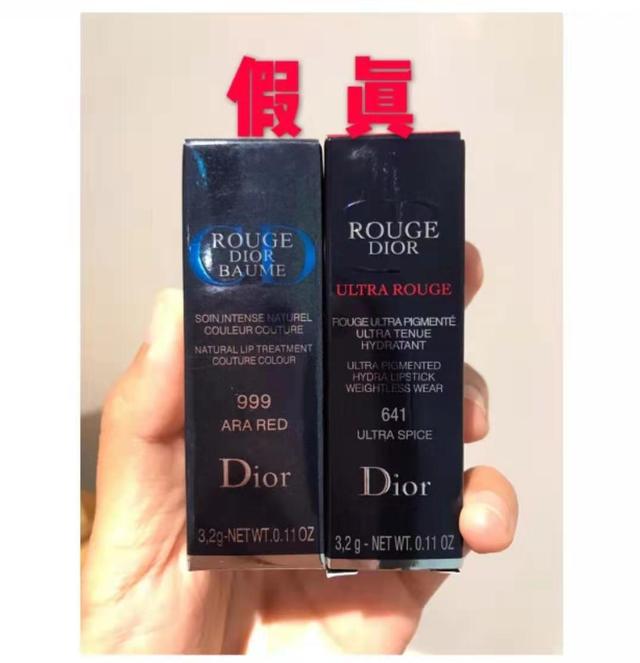 假 真
ROUGE
DIOR
BAUME
SOIN INTENSE NATUREL
COULEUR COUTURE
NATURAL LIP TREATMENT
COUTURE COLOUR
999
ARA RED
Dior
3,2g-NET WT.0.11 OZ
ROUGE
DIOR
ULTRA ROUGE
ROUGE ULTRA PIGMENTÉ
ULTRA TENUE
HYDRATANT
ULTRA PIGMENTED
HYDRA LIPSTICK
WEIGHTLESS WEAR
641
ULTRA SPICE
Dior
3,2 g - NET WT. 0.11 OZ